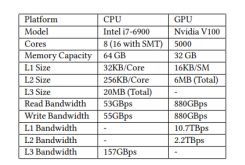 Platform CPU GPU
Model Intel i7-6900 Nvidia V100
Cores 8 (16 with SMT) 5000
Memory Capacity 64 GB 32 GB
L1 Size 32KB/Core 16KB/SM
L2 Size 256KB/Core 6MB (Total)
L3 Size 20MB (Total) -
Read Bandwidth 53GBps 880GBps
Write Bandwidth 55GBps 880GBps
L1 Bandwidth - 10.7TBps
L2 Bandwidth - 2.2TBps
L3 Bandwidth 157GBps -